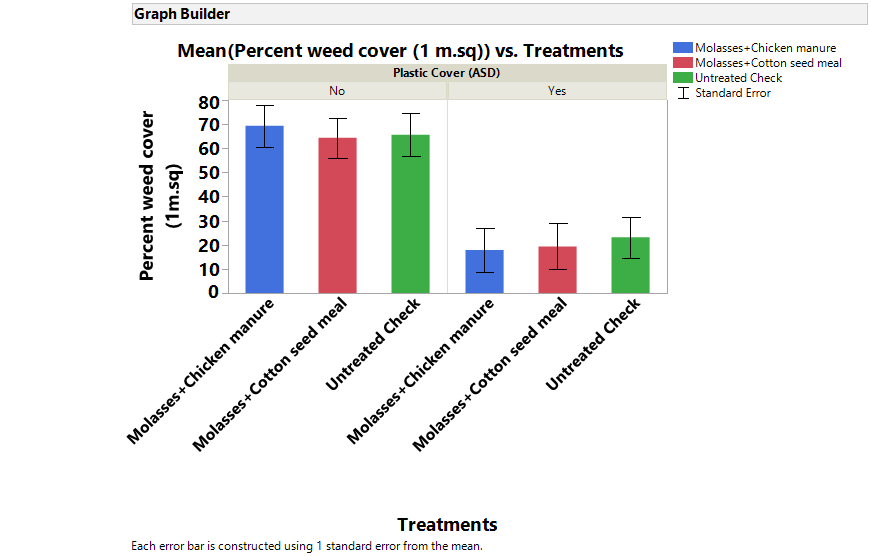 Graph Builder
Mean(Percent weed cover (1 m.sq)) vs. Treatments
Molasses+Chicken manure
Molasses+Cotton seed meal
Untreated Check
Standard Error
Plastic Cover (ASD)
No Yes
Percent weed cover
(1m.sq)
80
70
60
50
40
30
20
10
0
Molasses+Chicken manure
Molasses+Cotton seed meal
Untreated Check
Molasses+Chicken manure
Molasses+Cotton seed meal
Untreated Check
Treatments
Each error bar is constructed using 1 standard error from the mean.